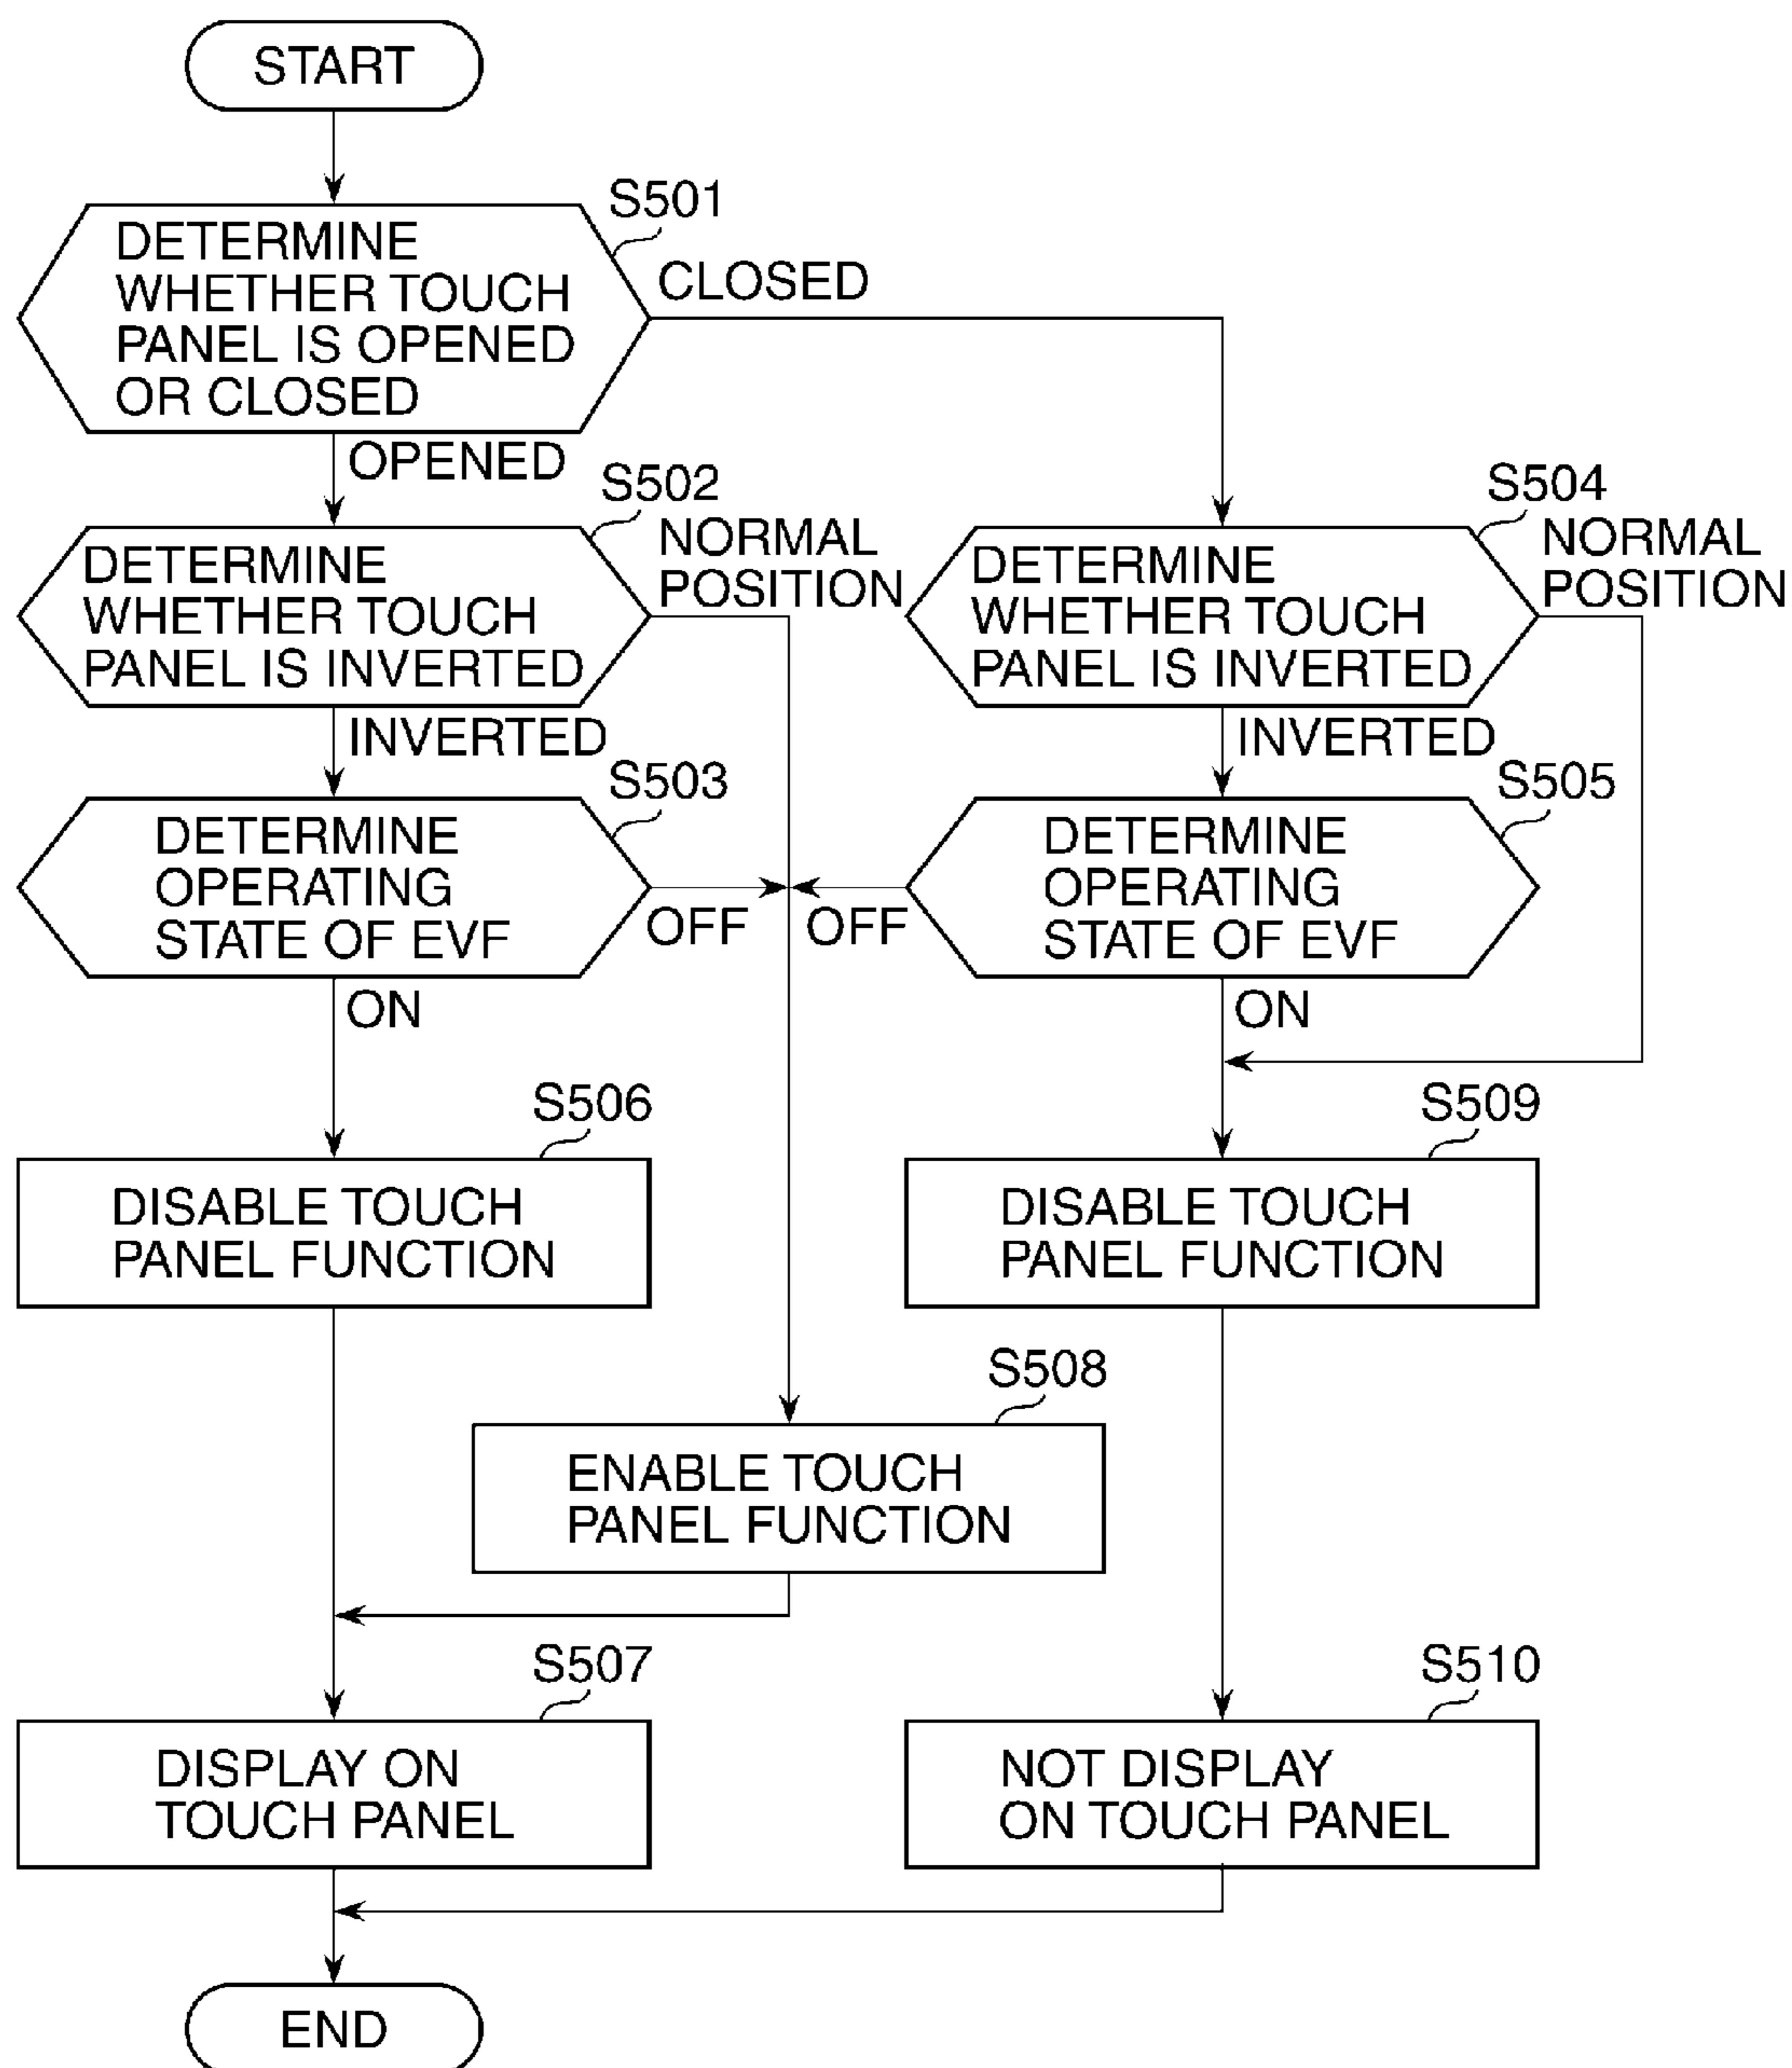 START
S501
DETERMINE
WHETHER TOUCH
PANEL IS OPENED
OR CLOSED
CLOSED
OPENED
S502
DETERMINE
WHETHER TOUCH
PANEL IS INVERTED
NORMAL
POSITION
INVERTED
S504
DETERMINE
WHETHER TOUCH
PANEL IS INVERTED
NORMAL
POSITION
INVERTED
S503
DETERMINE
OPERATING
STATE OF EVF
OFF
ON
S505
DETERMINE
OPERATING
STATE OF EVF
OFF
ON
S506
DISABLE TOUCH
PANEL FUNCTION
S509
DISABLE TOUCH
PANEL FUNCTION
S508
ENABLE TOUCH
PANEL FUNCTION
S507
DISPLAY ON
TOUCH PANEL
S510
NOT DISPLAY
ON TOUCH PANEL
END